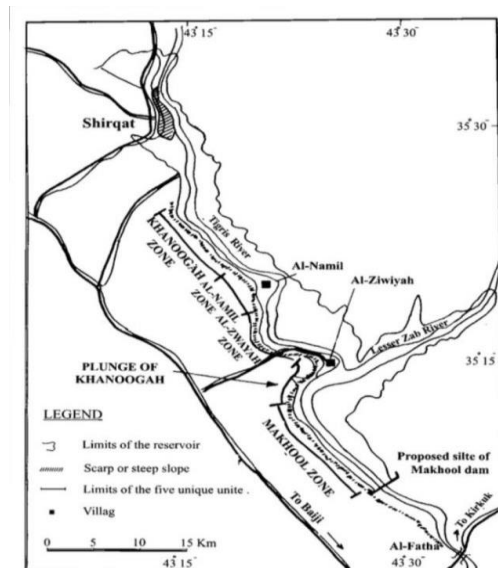 43 15
43 30
Shirqat
35 30
Tigris River
KHANOOGAH
ZONE
AL-NAMIL
ZONE
Al-Namil
AL-ZWAYAH
ZONE
Al-Ziwiyah
Lesser Zab River
35 15
PLUNGE OF
KHANOOGAH
MAKHOOL ZONE
LEGEND
Limits of the reservoir
Scarp or steep slope
Limits of the five unique unite .
Villag
Proposed silte of
Makhool dam
To Baiji
To Kirkuk
Al-Fatha
0 5 10 15 Km
43 15
43 30